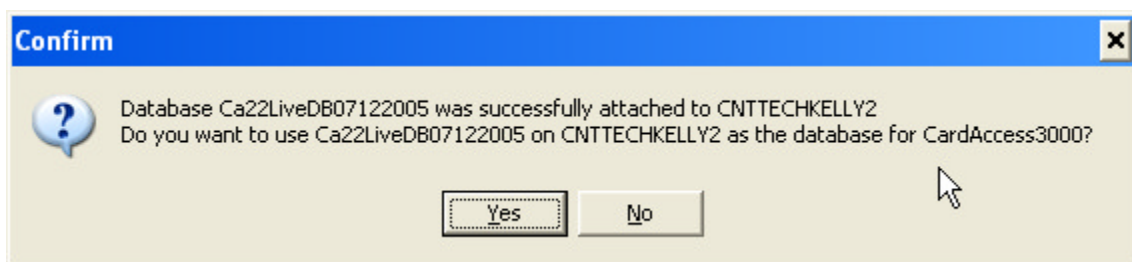 Confirm
Database Ca22LiveDB07122005 was successfully attached to CNTTECHKELLY2
Do you want to use Ca22LiveDB07122005 on CNTTECHKELLY2 as the database for CardAccess3000?
Yes No